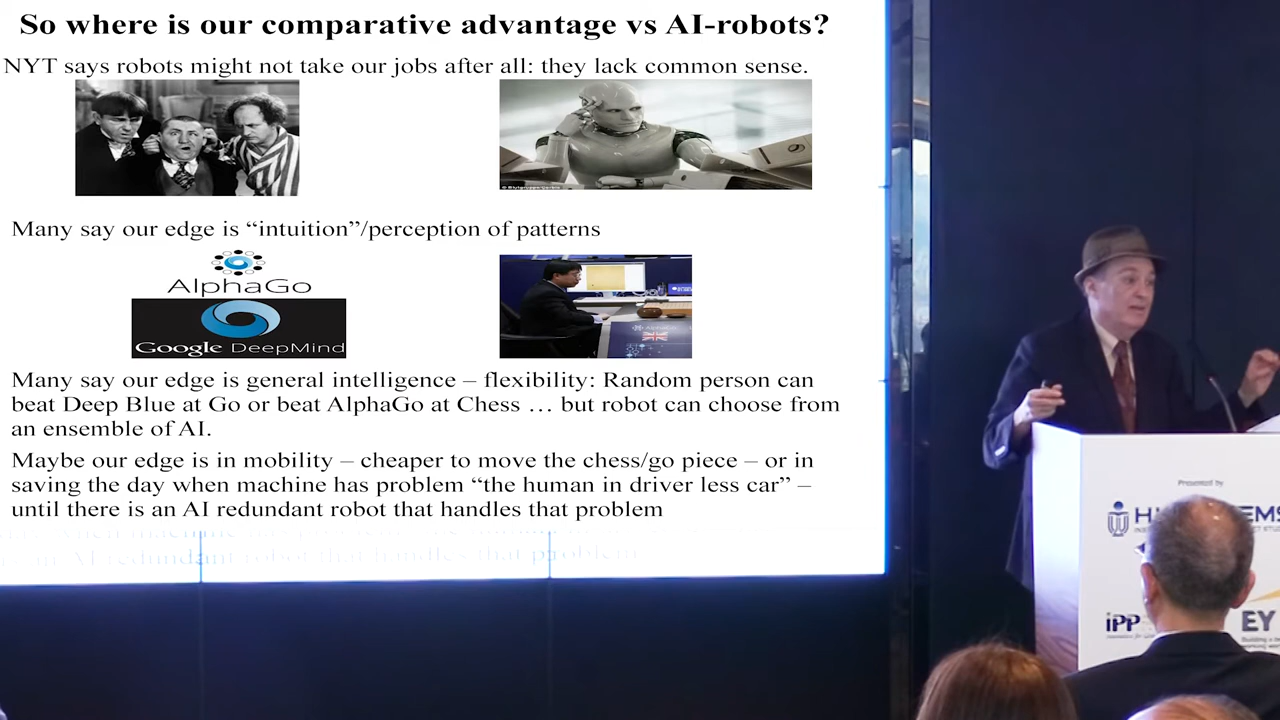 So where is our comparative advantage vs AI-robots?
NYT says robots might not take our jobs after all: they lack common sense.
Many say our edge is “intuition”/perception of patterns
AlphaGo
Google DeepMind
Many say our edge is general intelligence – flexibility: Random person can
beat Deep Blue at Go or beat AlphaGo at Chess … but robot can choose from
an ensemble of AI.
Maybe our edge is in mobility – cheaper to move the chess/go piece – or in
saving the day when machine has problem “the human in driver less car” –
until there is an AI redundant robot that handles that problem
Presented by
EMS
iPP
EY
Building a